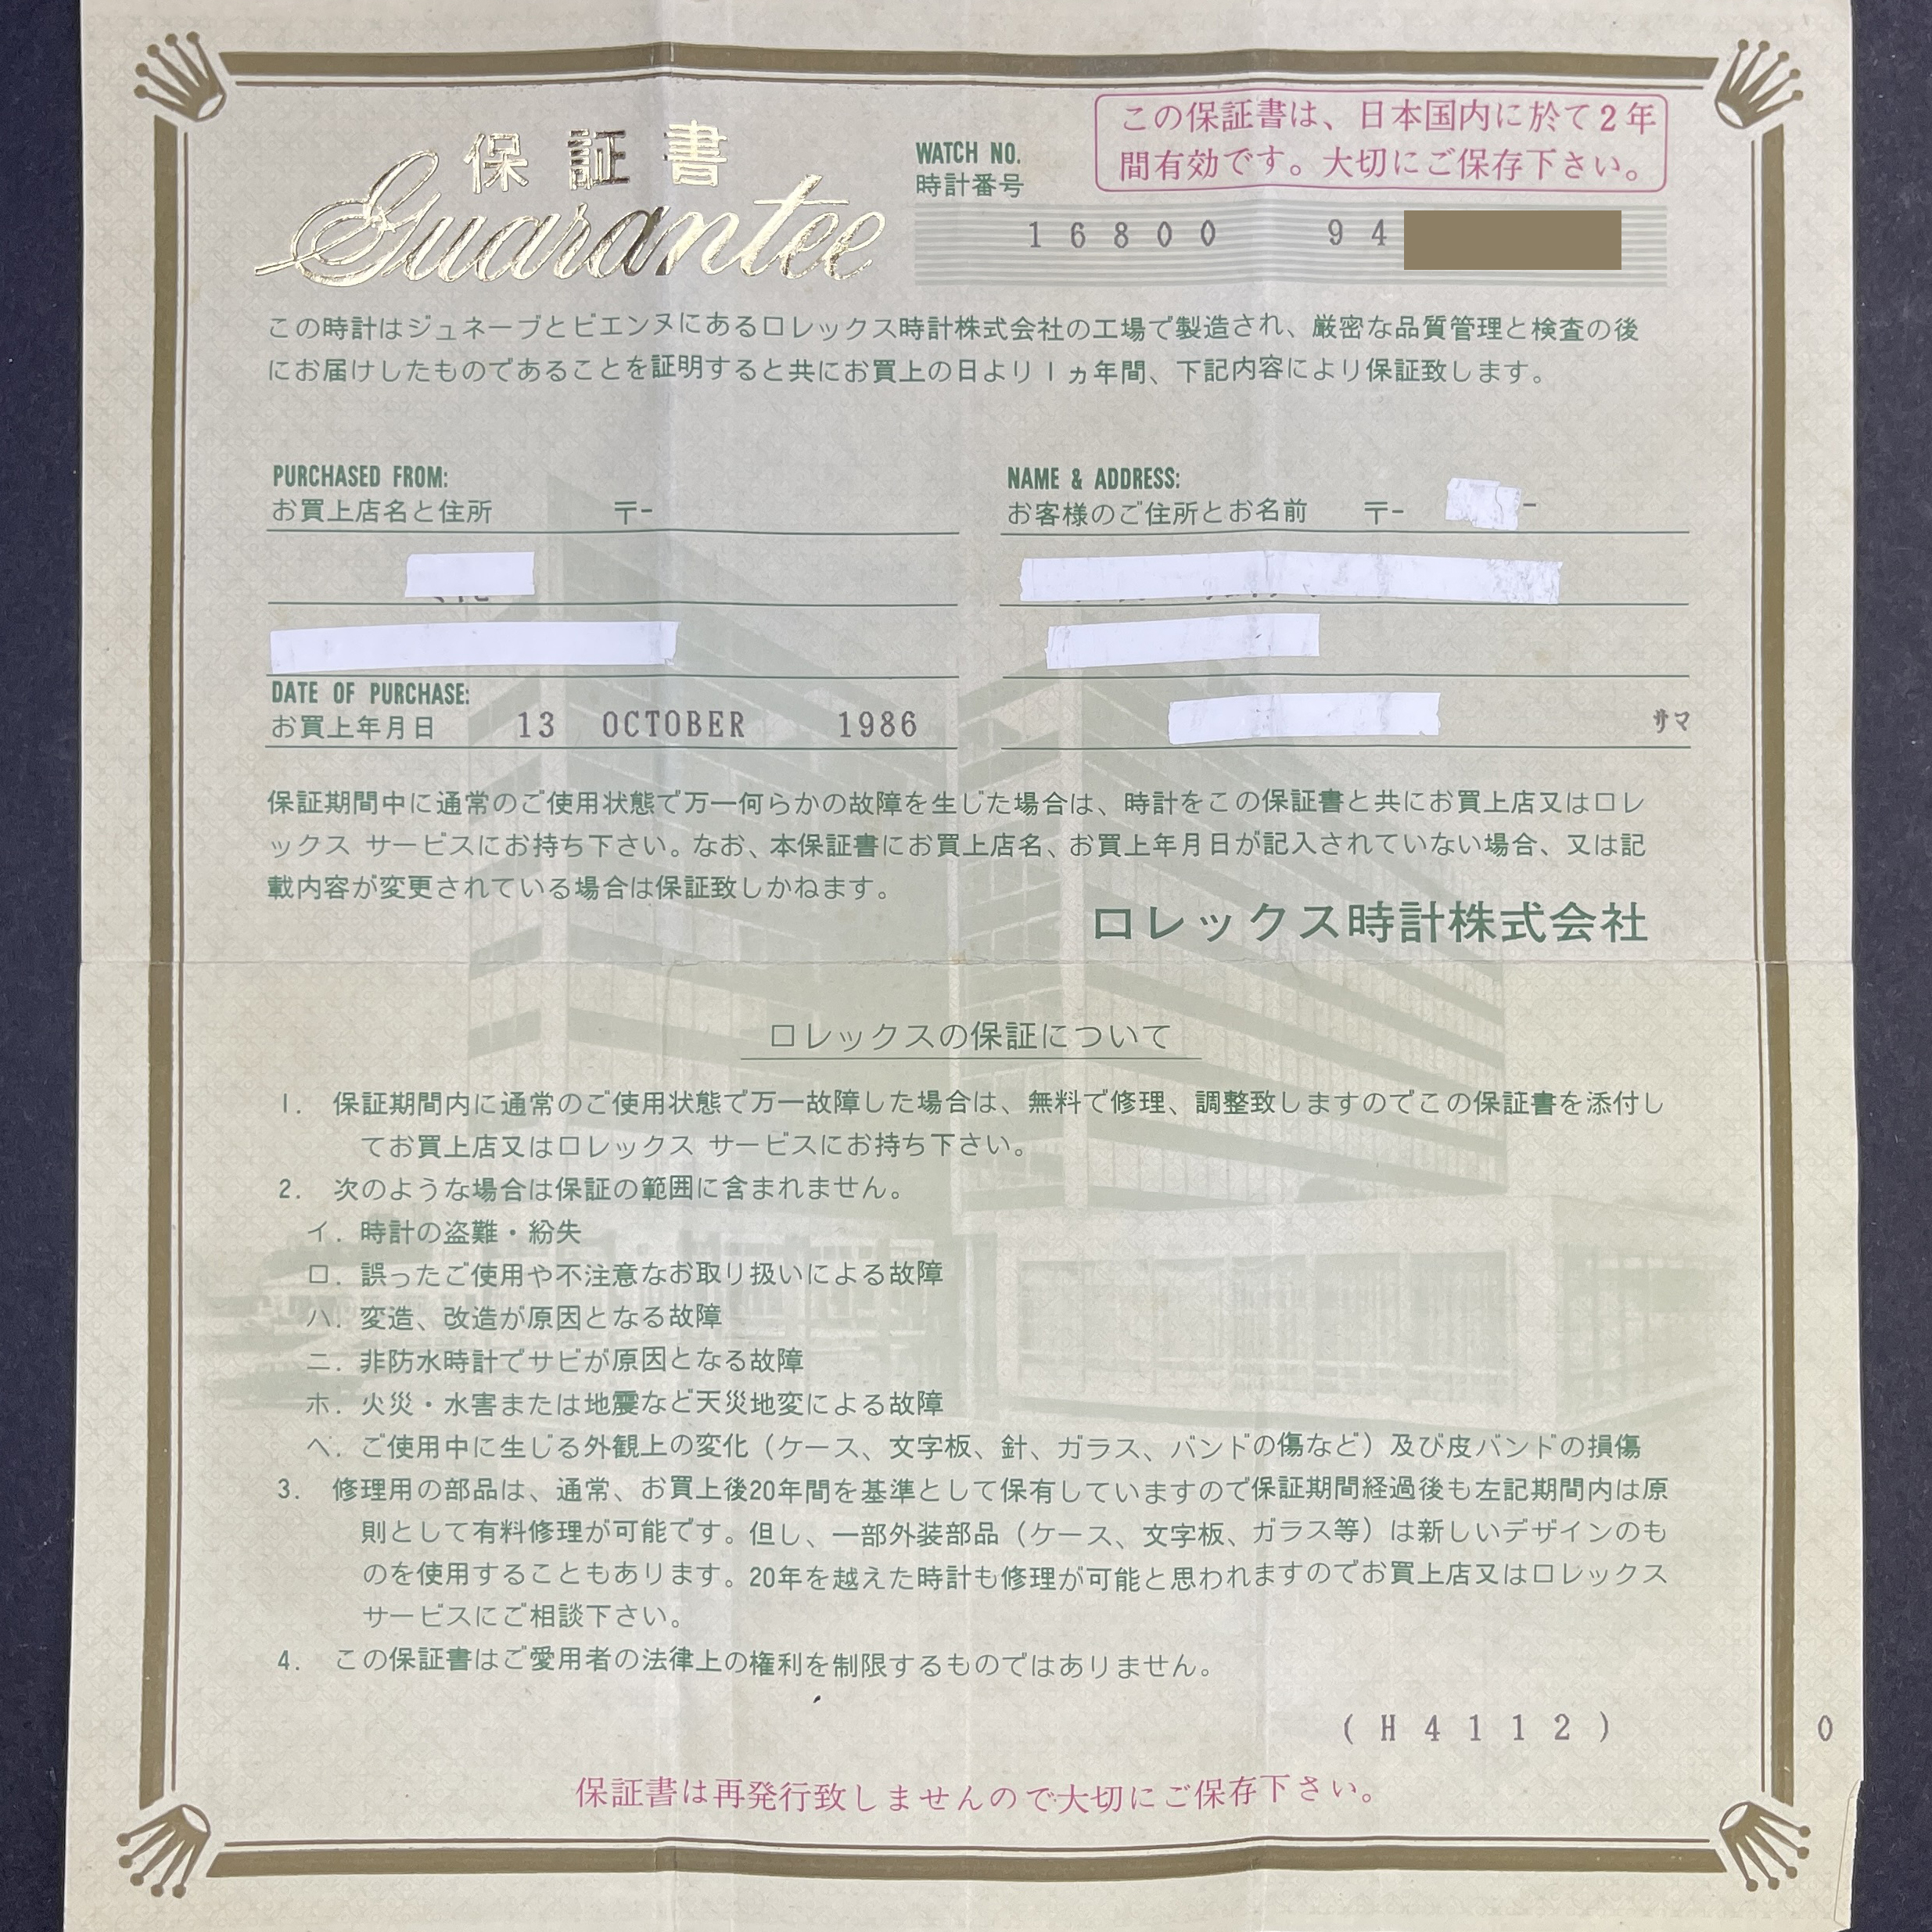 この保証書は、日本国内に於て2年
間有効です。大切にご保存下さい。
保証書
Guarantee
WATCH NO.
時計番号
16800 94
この時計はジュネーブとビエンヌにあるロレックス時計株式会社の工場で製造され、厳密な品質管理と検査の後
にお届けしたものであることを証明すると共にお買上の日より1ヵ年間、下記内容により保証致します。
PURCHASED FROM:
お買上店名と住所 〒-
NAME & ADDRESS:
お客様のご住所とお名前 〒- -
DATE OF PURCHASE:
お買上年月日 13 OCTOBER 1986
サマ
保証期間中に通常のご使用状態で万一何らかの故障を生じた場合は、時計をこの保証書と共にお買上店又はロレ
ックス サービスにお持ち下さい。なお、本保証書にお買上店名、お買上年月日が記入されていない場合、又は記
載内容が変更されている場合は保証致しかねます。
ロレックス時計株式会社
ロレックスの保証について
1. 保証期間内に通常のご使用状態で万一故障した場合は、無料で修理、調整致しますのでこの保証書を添付し
てお買上店又はロレックス サービスにお持ち下さい。
2. 次のような場合は保証の範囲に含まれません。
イ. 時計の盗難・紛失
ロ. 誤ったご使用や不注意なお取り扱いによる故障
ハ. 変造、改造が原因となる故障
ニ. 非防水時計でサビが原因となる故障
ホ. 火災・水害または地震など天災地変による故障
ヘ. ご使用中に生じる外観上の変化（ケース、文字板、針、ガラス、バンドの傷など）及び皮バンドの損傷
3. 修理用の部品は、通常、お買上後20年間を基準として保有していますので保証期間経過後も左記期間内は原
則として有料修理が可能です。但し、一部外装部品（ケース、文字板、ガラス等）は新しいデザインのも
のを使用することもあります。20年を越えた時計も修理が可能と思われますのでお買上店又はロレックス
サービスにご相談下さい。
4. この保証書はご愛用者の法律上の権利を制限するものではありません。
(H4112) 0
保証書は再発行致しませんので大切にご保存下さい。